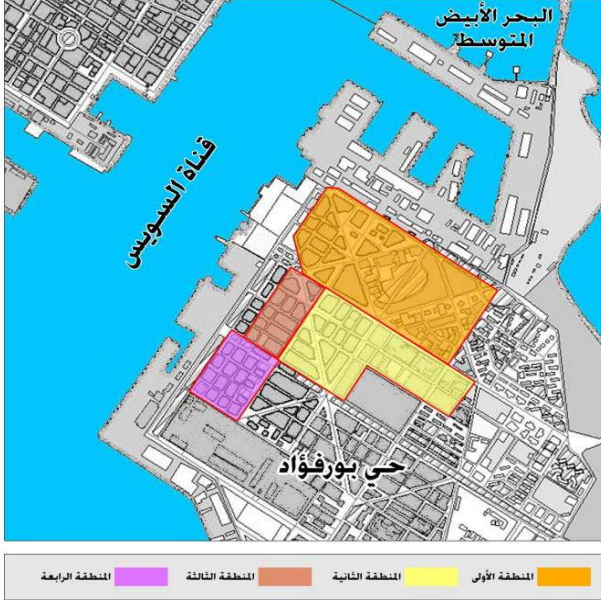 البحر الأبيض
المتوسط
قناة السويس
حي بورفؤاد
المنطقة الأولى
المنطقة الثانية
المنطقة الثالثة
المنطقة الرابعة